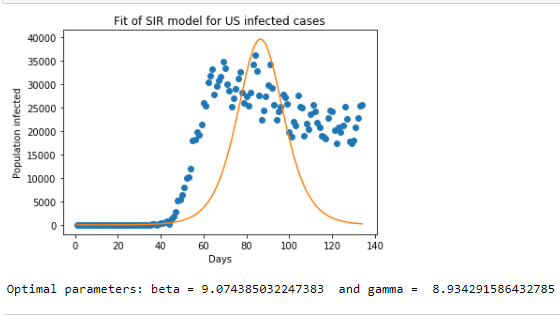 Fit of SIR model for US infected cases
40000
35000
30000
25000
20000
15000
10000
5000
0
Population infected
0 20 40 60 80 100 120 140
Days
Optimal parameters: beta = 9.074385032247383 and gamma = 8.934291586432785